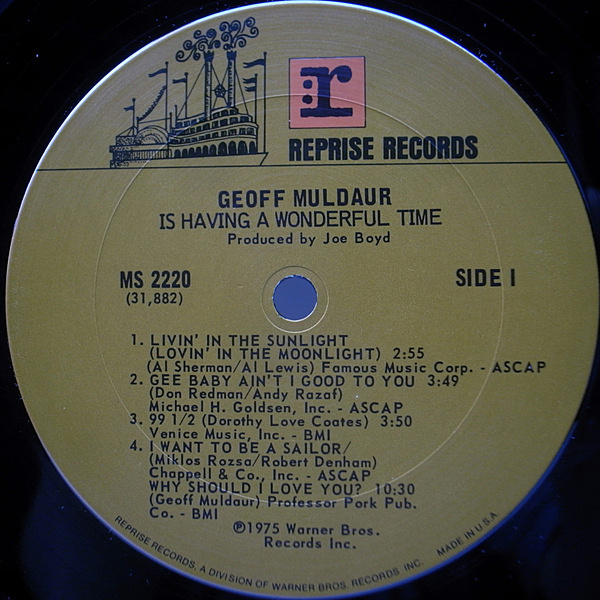 :r
REPRISE RECORDS
GEOFF MULDAUR
IS HAVING A WONDERFUL TIME
Produced by Joe Boyd
MS 2220
(31,882)
SIDE 1
1. LIVIN' IN THE SUNLIGHT
(LOVIN' IN THE MOONLIGHT) 2:55
(Al Sherman/Al Lewis) Famous Music Corp. - ASCAP
2. GEE BABY AIN'T I GOOD TO YOU 3:49
(Don Redman/Andy Razaf)
Michael H. Goldsen, Inc. - ASCAP
3. 99 1/2 (Dorothy Love Coates) 3:50
Venice Music, Inc. - BMI
4. I WANT TO BE A SAILOR/
(Miklos Rozsa/Robert Denham)
Chappell & Co., Inc. - ASCAP
WHY SHOULD I LOVE YOU? 10:30
(Geoff Muldaur) Professor Pork Pub.
Co. - BMI
℗1975 Warner Bros.
Records Inc.
REPRISE RECORDS, A DIVISION OF WARNER BROS. RECORDS INC. MADE IN U.S.A.